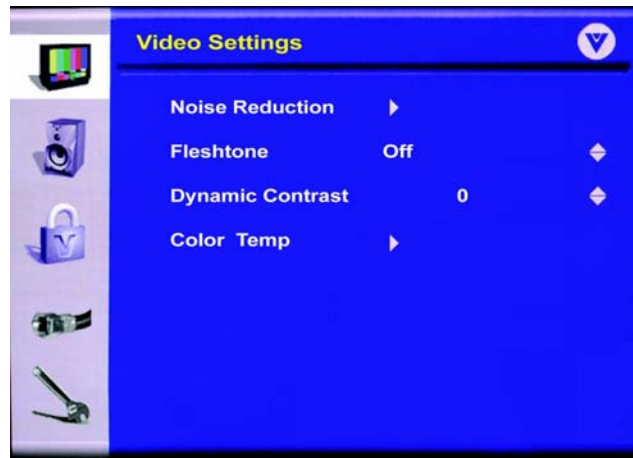 Video Settings
Noise Reduction
Fleshtone Off
Dynamic Contrast 0
Color Temp